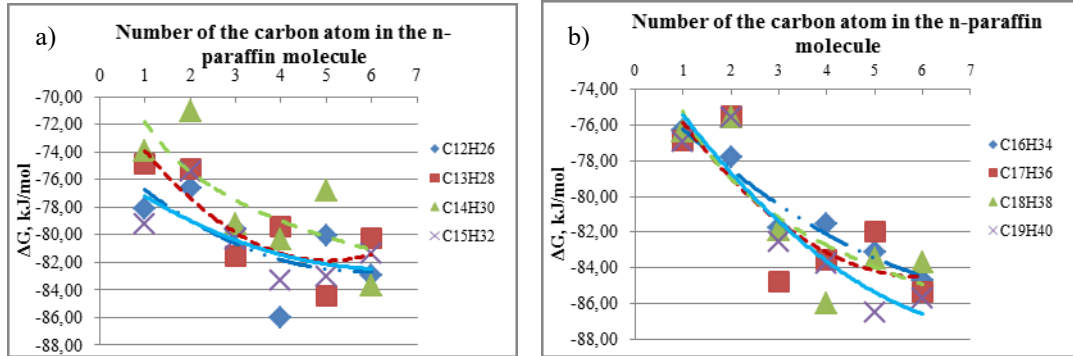 a)
Number of the carbon atom in the n-
paraffin molecule
0 1 2 3 4 5 6 7
-70,00
-72,00
-74,00
-76,00
-78,00
-80,00
-82,00
-84,00
-86,00
-88,00
ΔG, kJ/mol
C12H26
C13H28
C14H30
C15H32
b)
Number of the carbon atom in the n-paraffin
molecule
0 1 2 3 4 5 6 7
-74,00
-76,00
-78,00
-80,00
-82,00
-84,00
-86,00
-88,00
ΔG, kJ/mol
C16H34
C17H36
C18H38
C19H40